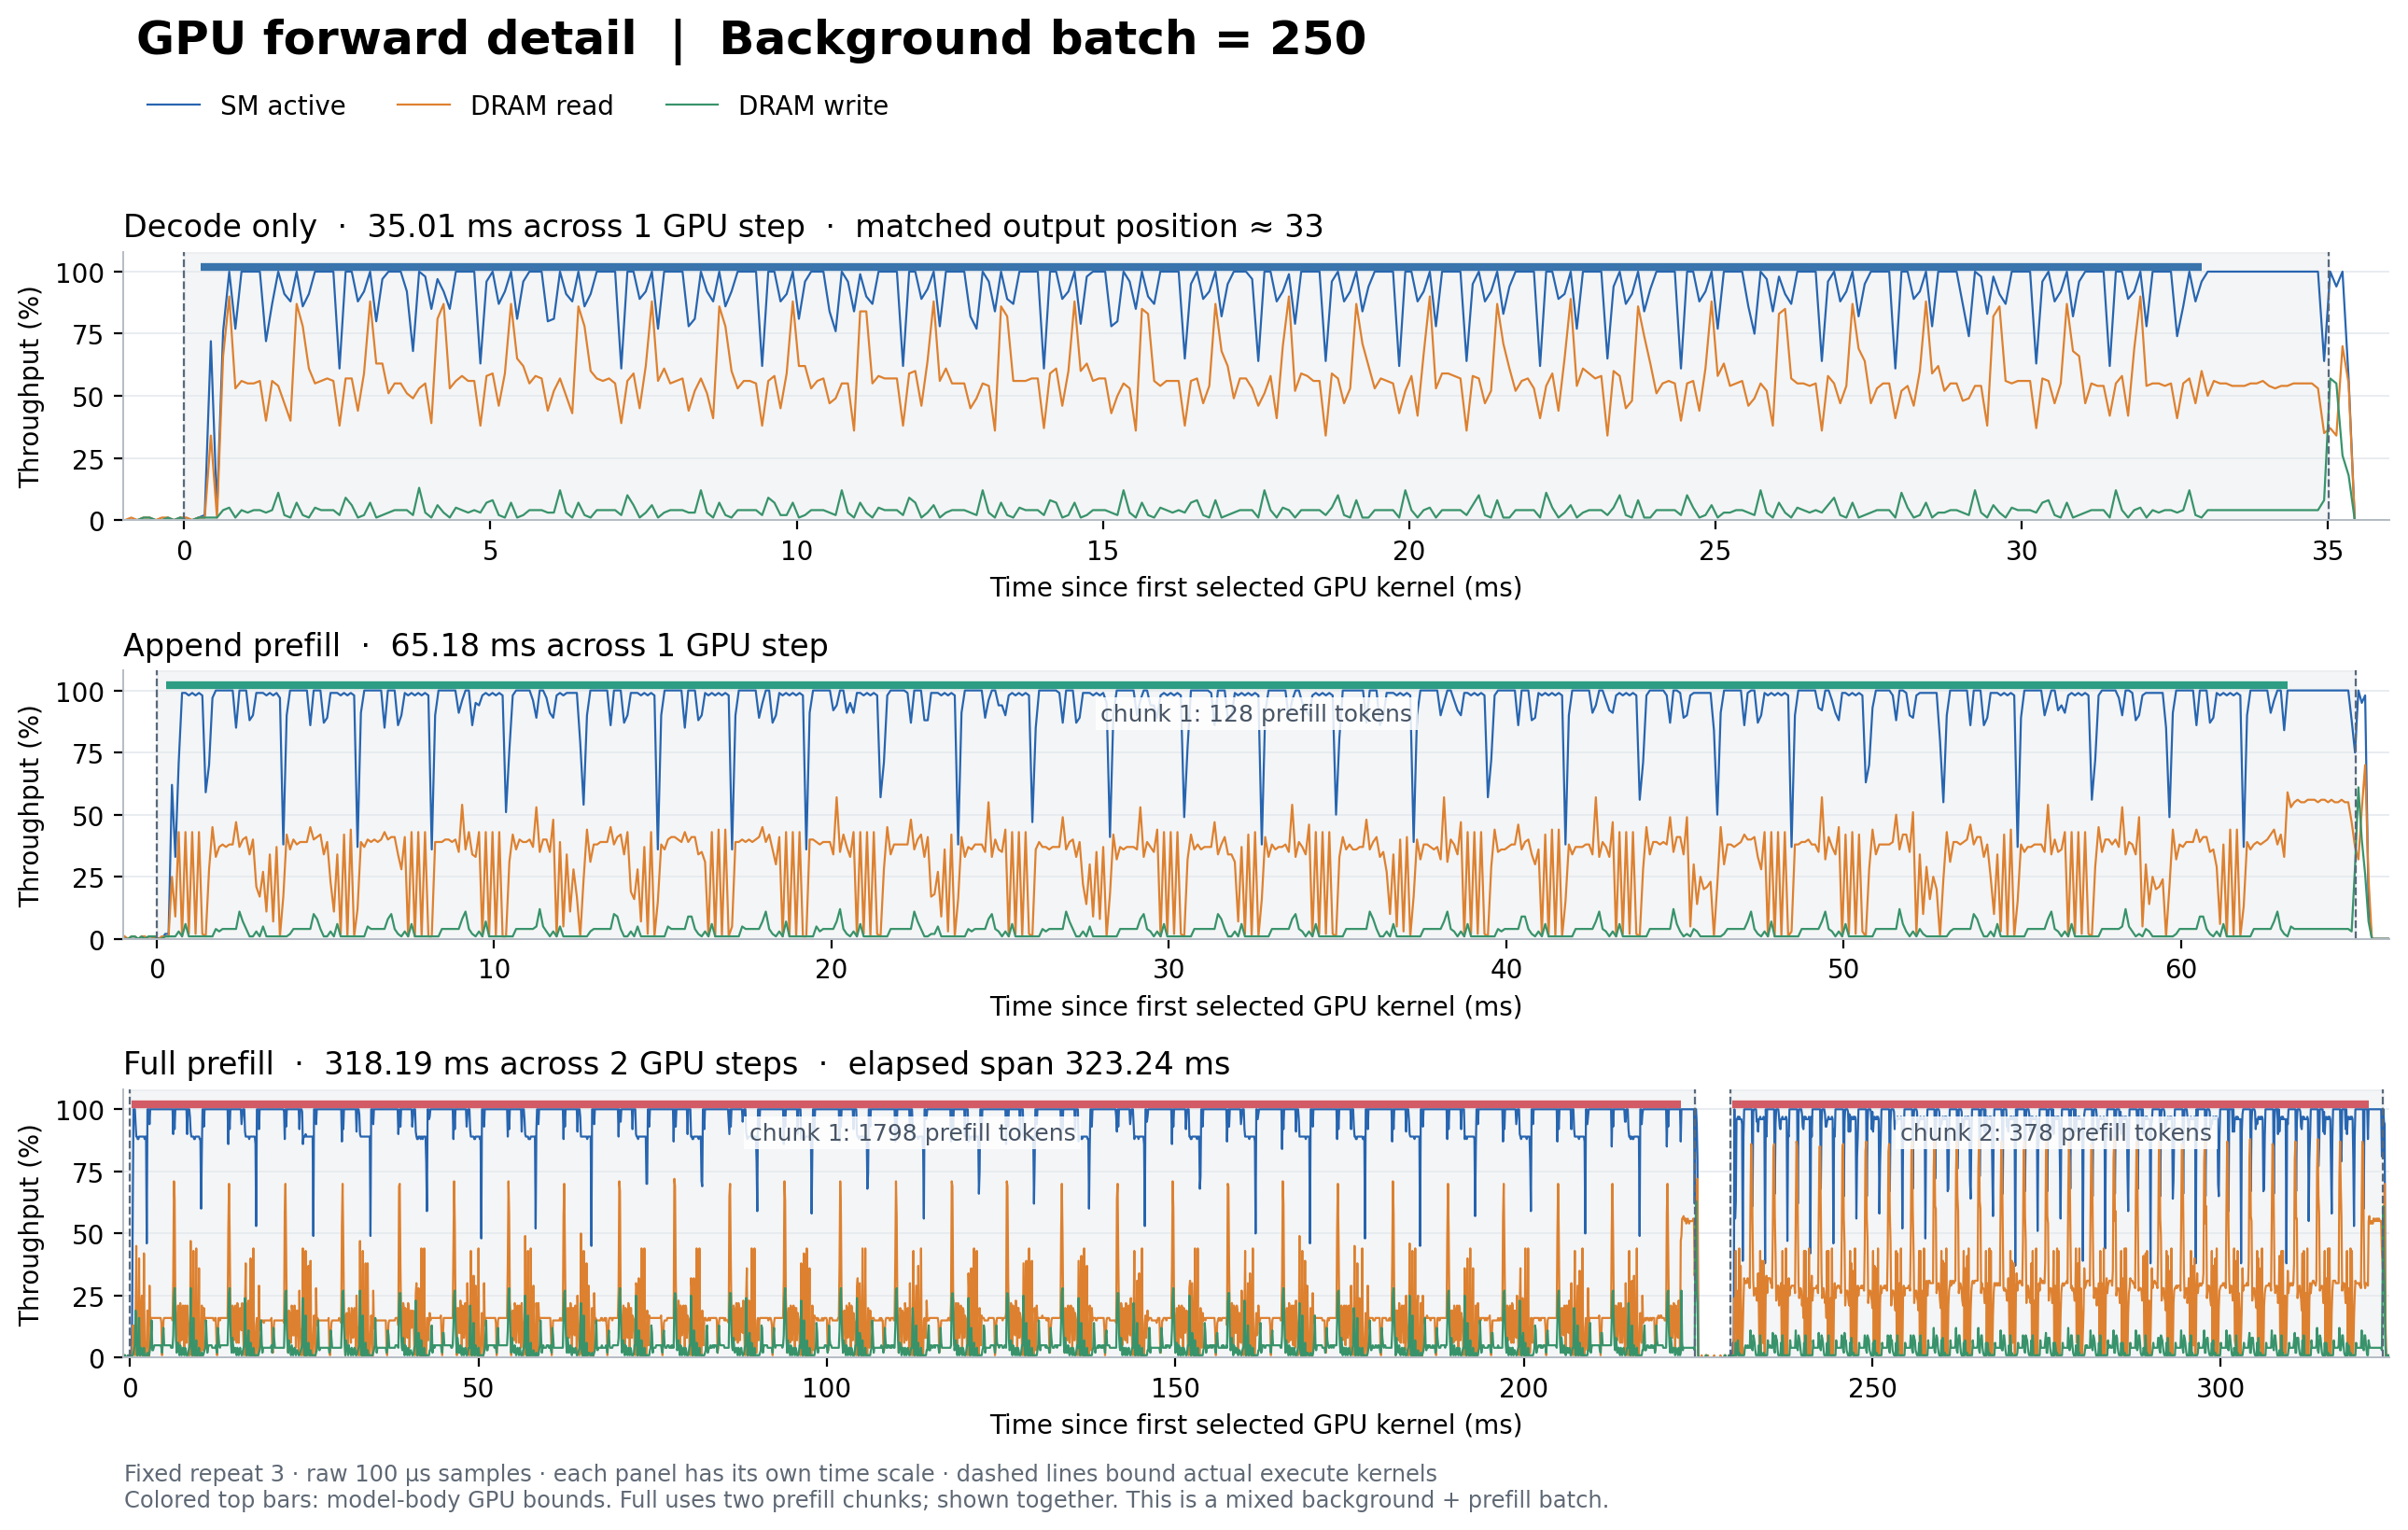 GPU forward detail | Background batch = 250
SM active
DRAM read
DRAM write
Decode only · 35.01 ms across 1 GPU step · matched output position ≈ 33
Throughput (%)
100
75
50
25
0
0 5 10 15 20 25 30 35
Time since first selected GPU kernel (ms)
Append prefill · 65.18 ms across 1 GPU step
Throughput (%)
100
75
50
25
0
chunk 1: 128 prefill tokens
0 10 20 30 40 50 60
Time since first selected GPU kernel (ms)
Full prefill · 318.19 ms across 2 GPU steps · elapsed span 323.24 ms
Throughput (%)
100
75
50
25
0
chunk 1: 1798 prefill tokens
chunk 2: 378 prefill tokens
0 50 100 150 200 250 300
Time since first selected GPU kernel (ms)
Fixed repeat 3 · raw 100 µs samples · each panel has its own time scale · dashed lines bound actual execute kernels
Colored top bars: model-body GPU bounds. Full uses two prefill chunks; shown together. This is a mixed background + prefill batch.